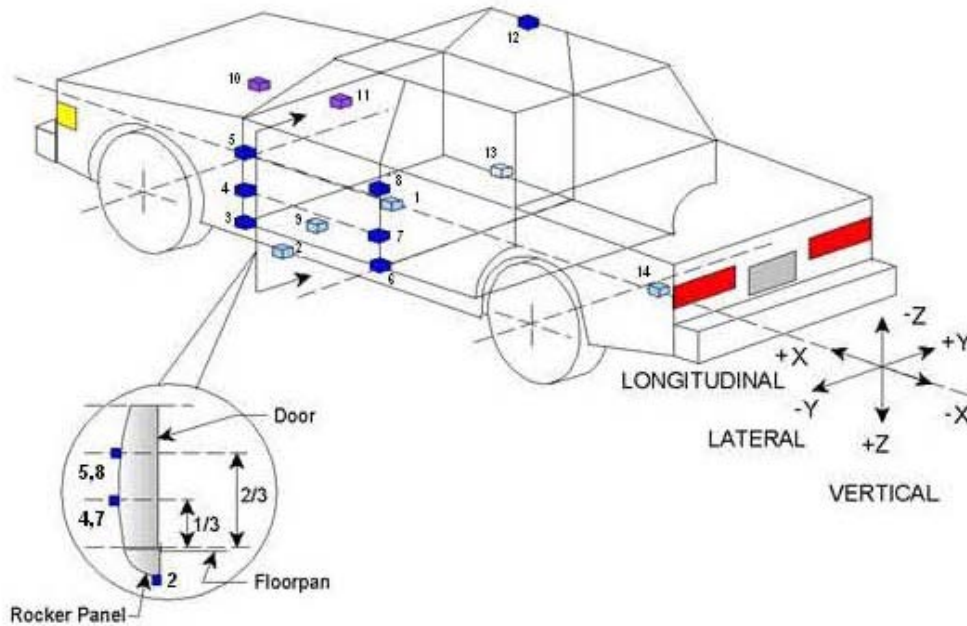 12
10
11
5
13
8
4
1
3
9
7
2
6
14
-Z
+Y
+X
LONGITUDINAL
-Y
-X
LATERAL
+Z
VERTICAL
Door
5,8
2/3
4,7
1/3
2
Floorpan
Rocker Panel